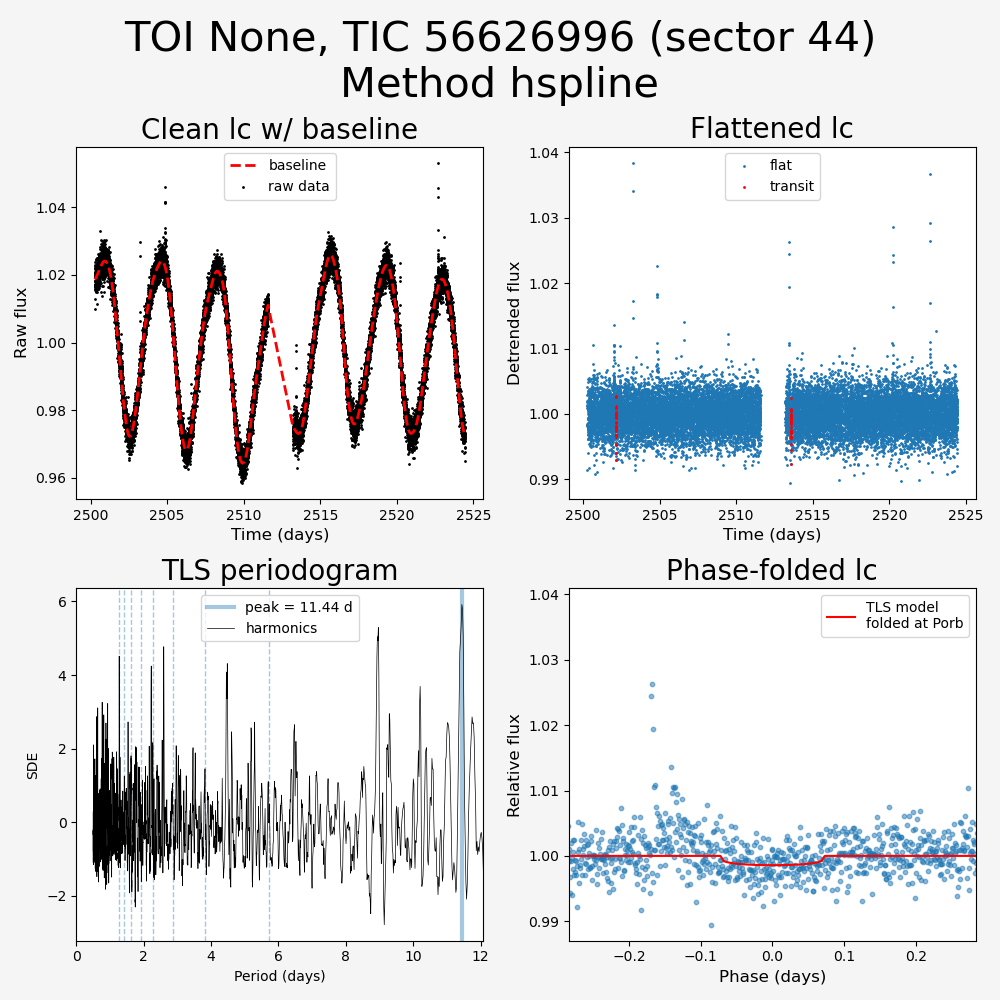 TOI None, TIC 56626996 (sector 44)
Method hspline
Clean lc w/ baseline
baseline
raw data
1.04
1.02
1.00
0.98
0.96
Raw flux
2500
2505
2510
2515
2520
2525
Time (days)
Flattened lc
flat
transit
1.04
1.03
1.02
1.01
1.00
0.99
Detrended flux
2500
2505
2510
2515
2520
2525
Time (days)
TLS periodogram
peak = 11.44 d
harmonics
6
4
2
0
−2
SDE
0
2
4
6
8
10
12
Period (days)
Phase-folded lc
TLS model
folded at Porb
1.04
1.03
1.02
1.01
1.00
0.99
Relative flux
−0.2
−0.1
0.0
0.1
0.2
Phase (days)